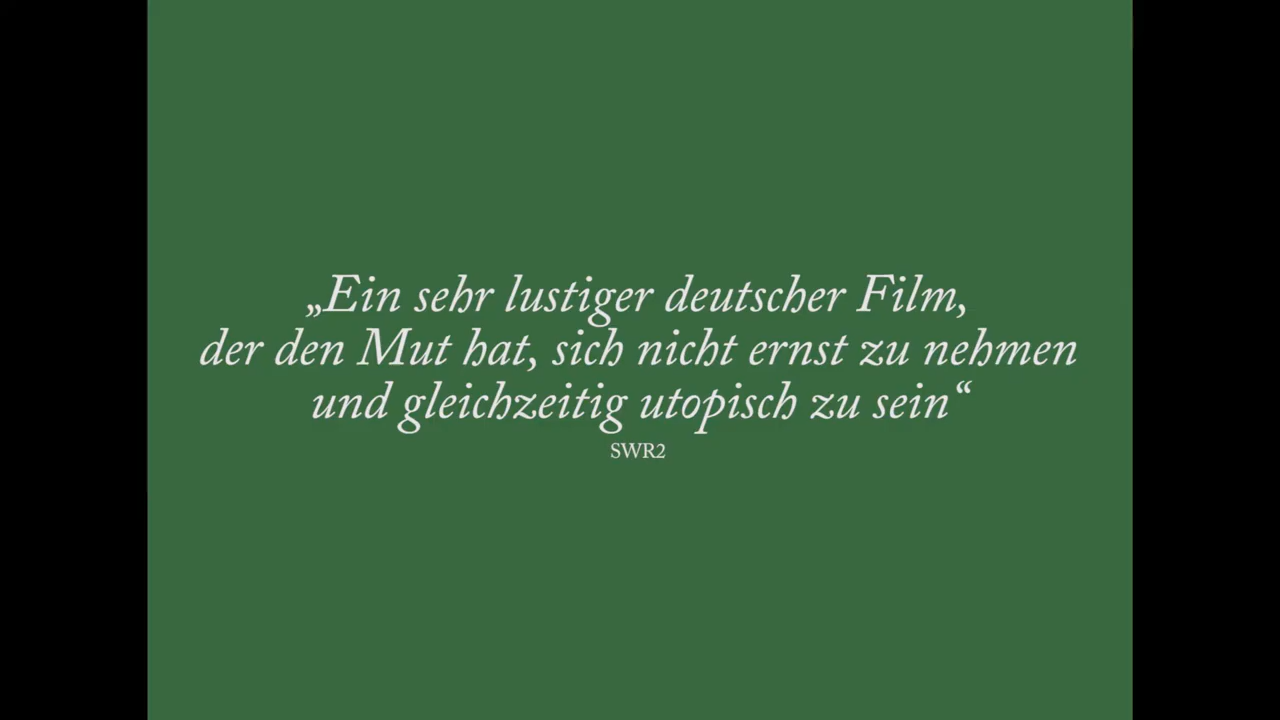 „Ein sehr lustiger deutscher Film,
der den Mut hat, sich nicht ernst zu nehmen
und gleichzeitig utopisch zu sein“
SWR2